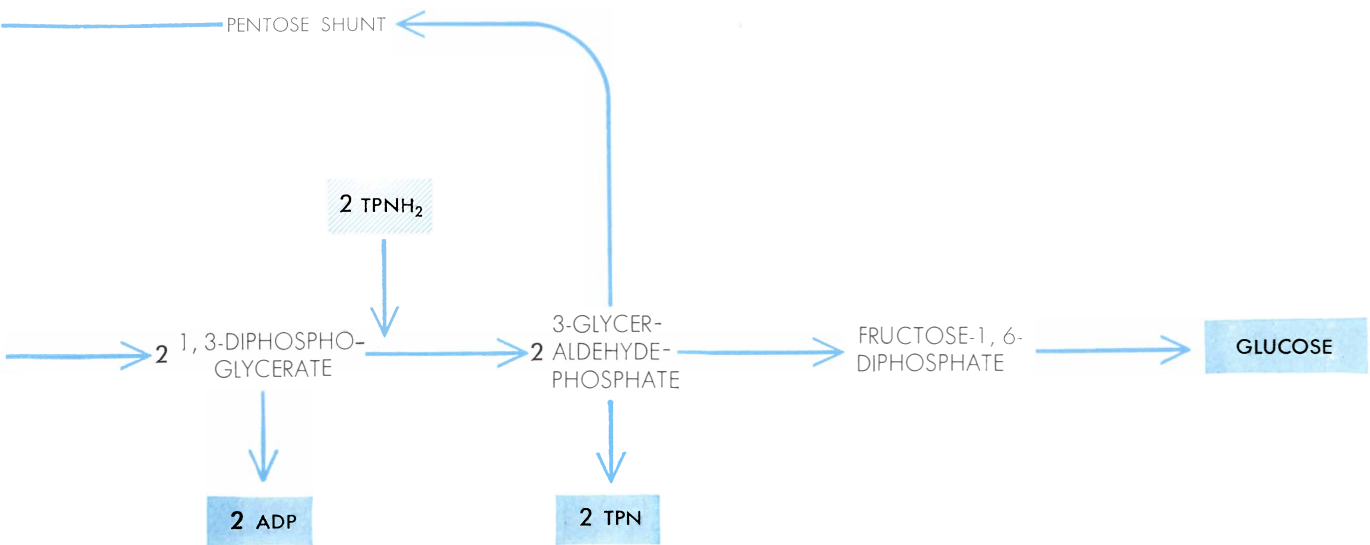 PENTOSE SHUNT
2 TPNH₂
2 1, 3-DIPHOSPHO-
GLYCERATE
3-GLYCER-
2 ALDEHYDE-
PHOSPHATE
FRUCTOSE-1, 6-
DIPHOSPHATE
GLUCOSE
2 ADP
2 TPN